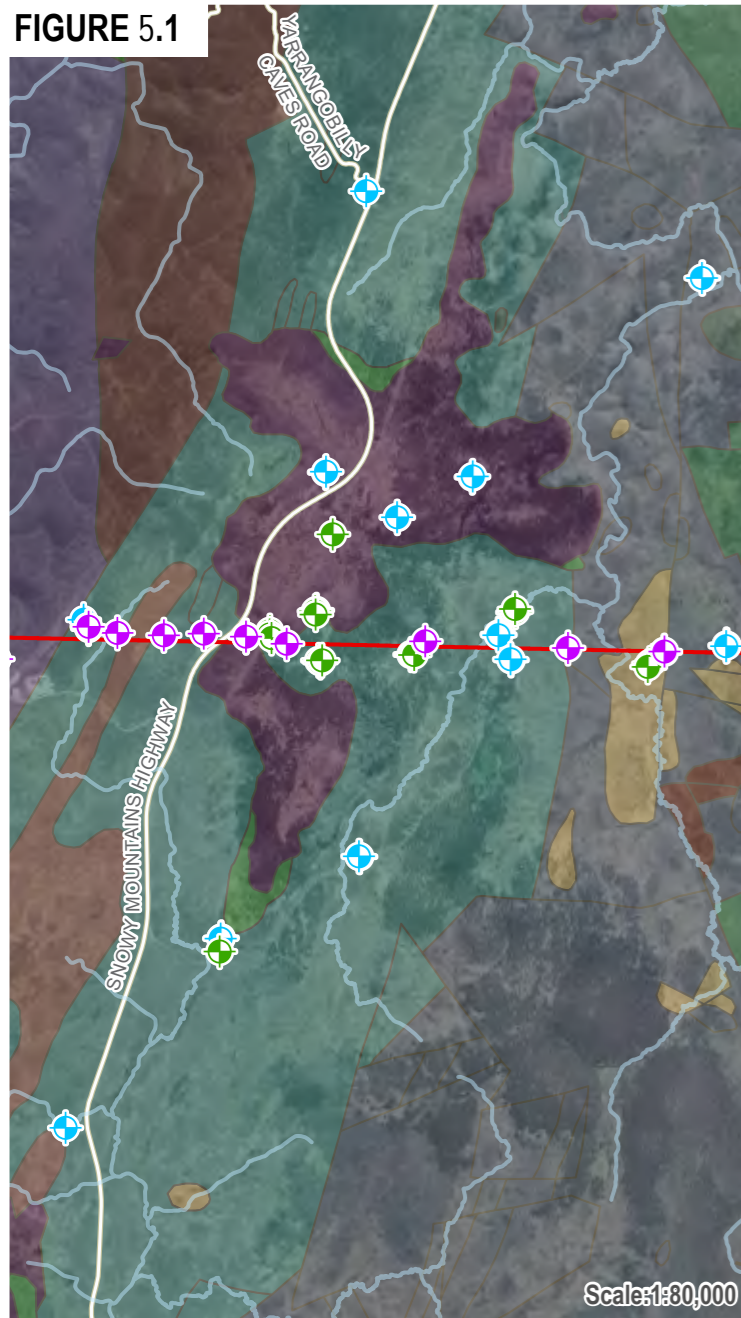 FIGURE 5.1
YARRANGOBILLY
CAVES ROAD
SNOWY MOUNTAINS HIGHWAY
Scale:1:80,000